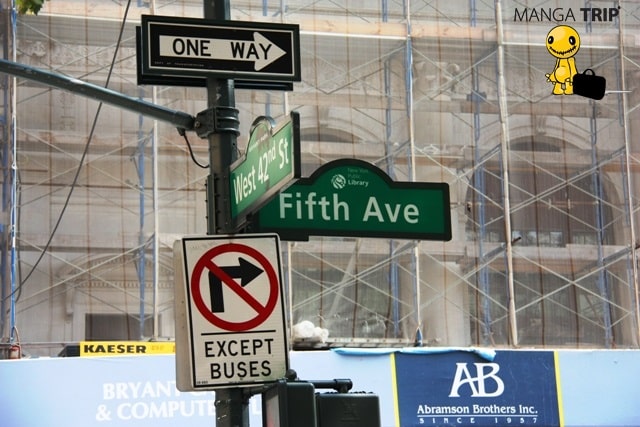 MANGA TRIP
ONE WAY
West 42nd St
New York
Public
Library
Fifth Ave
EXCEPT
BUSES
KAESER
BRYANT
& COMPUT
AB
Abramson Brothers Inc.
SINCE 1937